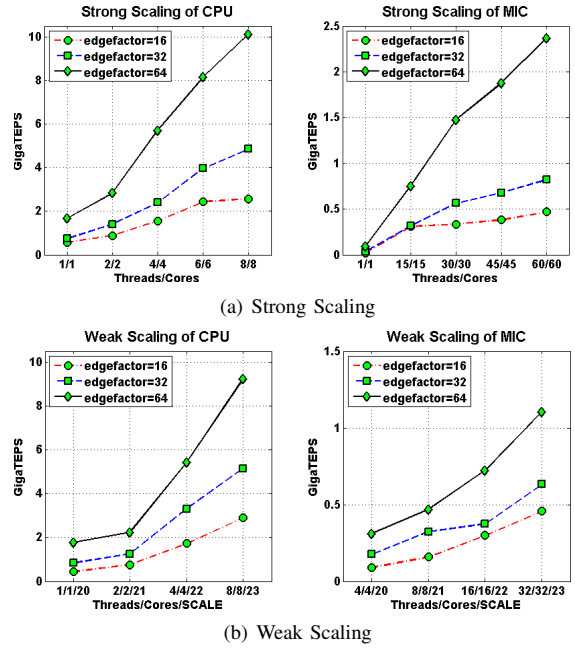 Strong Scaling of CPU
10
8
6
4
2
0
GigaTEPS
edgefactor=16
edgefactor=32
edgefactor=64
1/1 2/2 4/4 6/6 8/8
Threads/Cores
Strong Scaling of MIC
2.5
2
1.5
1
0.5
0
GigaTEPS
edgefactor=16
edgefactor=32
edgefactor=64
1/1 15/15 30/30 45/45 60/60
Threads/Cores
(a) Strong Scaling
Weak Scaling of CPU
10
8
6
4
2
0
GigaTEPS
edgefactor=16
edgefactor=32
edgefactor=64
1/1/20 2/2/21 4/4/22 8/8/23
Threads/Cores/SCALE
Weak Scaling of MIC
1.5
1
0.5
0
GigaTEPS
edgefactor=16
edgefactor=32
edgefactor=64
4/4/20 8/8/21 16/16/22 32/32/23
Threads/Cores/SCALE
(b) Weak Scaling